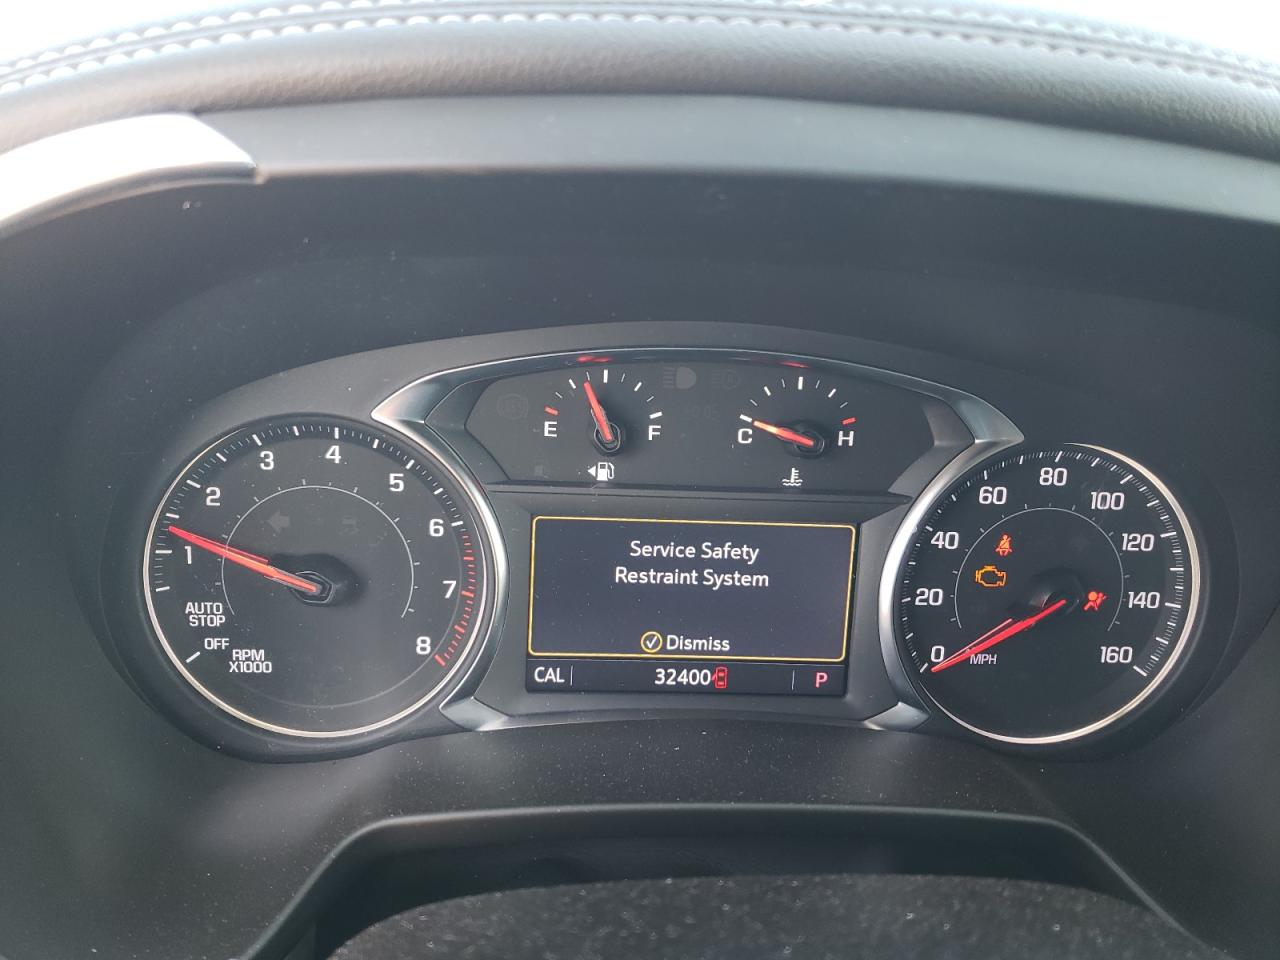 1
2
3
4
5
6
7
8
AUTO
STOP
OFF
RPM
X1000
E
F
C
H
Service Safety
Restraint System
Dismiss
CAL
32400
P
0
20
40
60
80
100
120
140
160
MPH